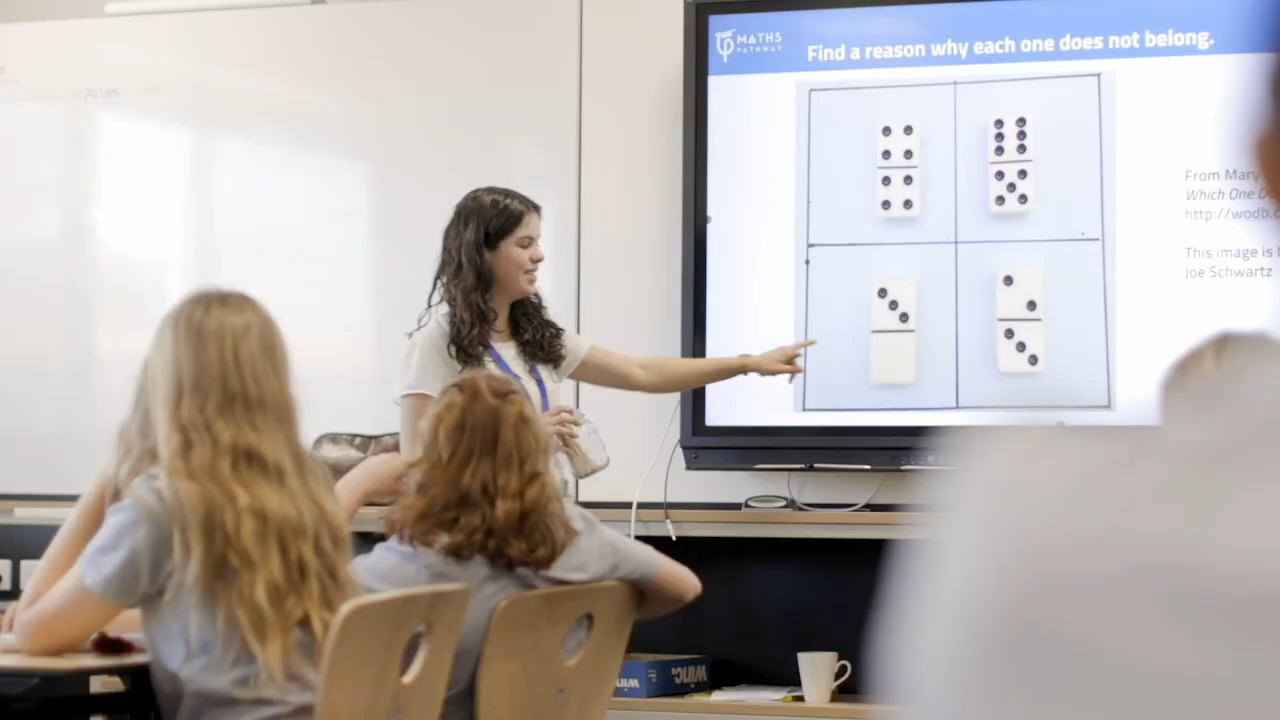 MATHS
PATHWAY
Find a reason why each one does not belong.
From Mary
Which One D
http://wodb.c
This image is
Joe Schwartz
winc.